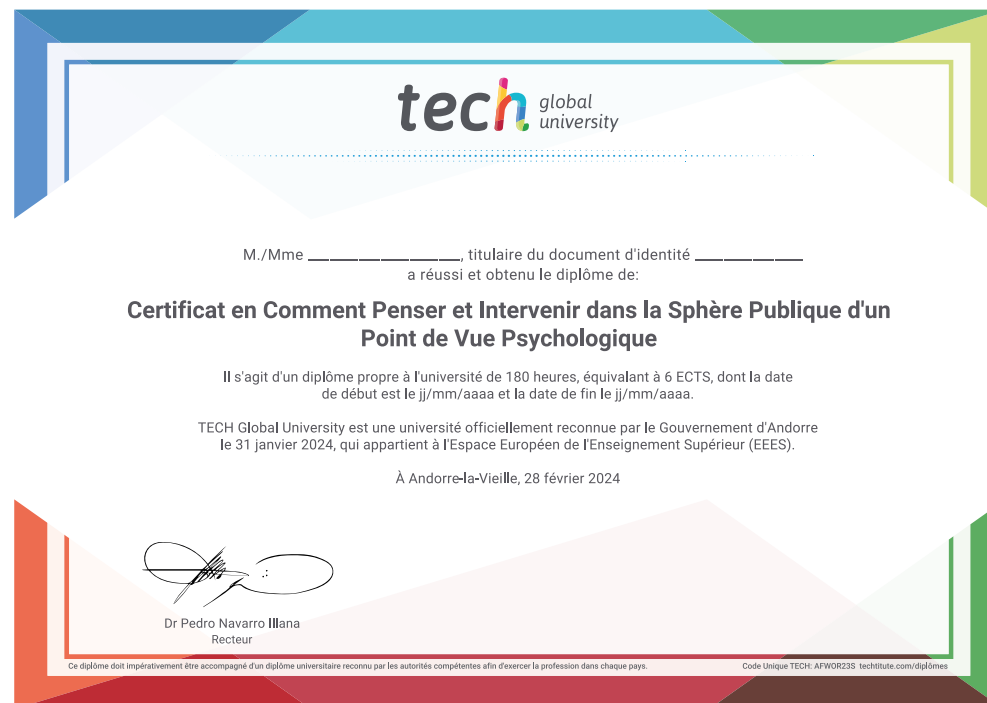 tech global
university
M./Mme ________________, titulaire du document d'identité ____________
a réussi et obtenu le diplôme de:
Certificat en Comment Penser et Intervenir dans la Sphère Publique d'un
Point de Vue Psychologique
Il s'agit d'un diplôme propre à l'université de 180 heures, équivalant à 6 ECTS, dont la date
de début est le jj/mm/aaaa et la date de fin le jj/mm/aaaa.
TECH Global University est une université officiellement reconnue par le Gouvernement d'Andorre
le 31 janvier 2024, qui appartient à l'Espace Européen de l'Enseignement Supérieur (EEES).
À Andorre-la-Vieille, 28 février 2024
Dr Pedro Navarro Illana
Recteur
Ce diplôme doit impérativement être accompagné d'un diplôme universitaire reconnu par les autorités compétentes afin d'exercer la profession dans chaque pays.
Code Unique TECH: AFWOR23S techtitute.com/diplômes